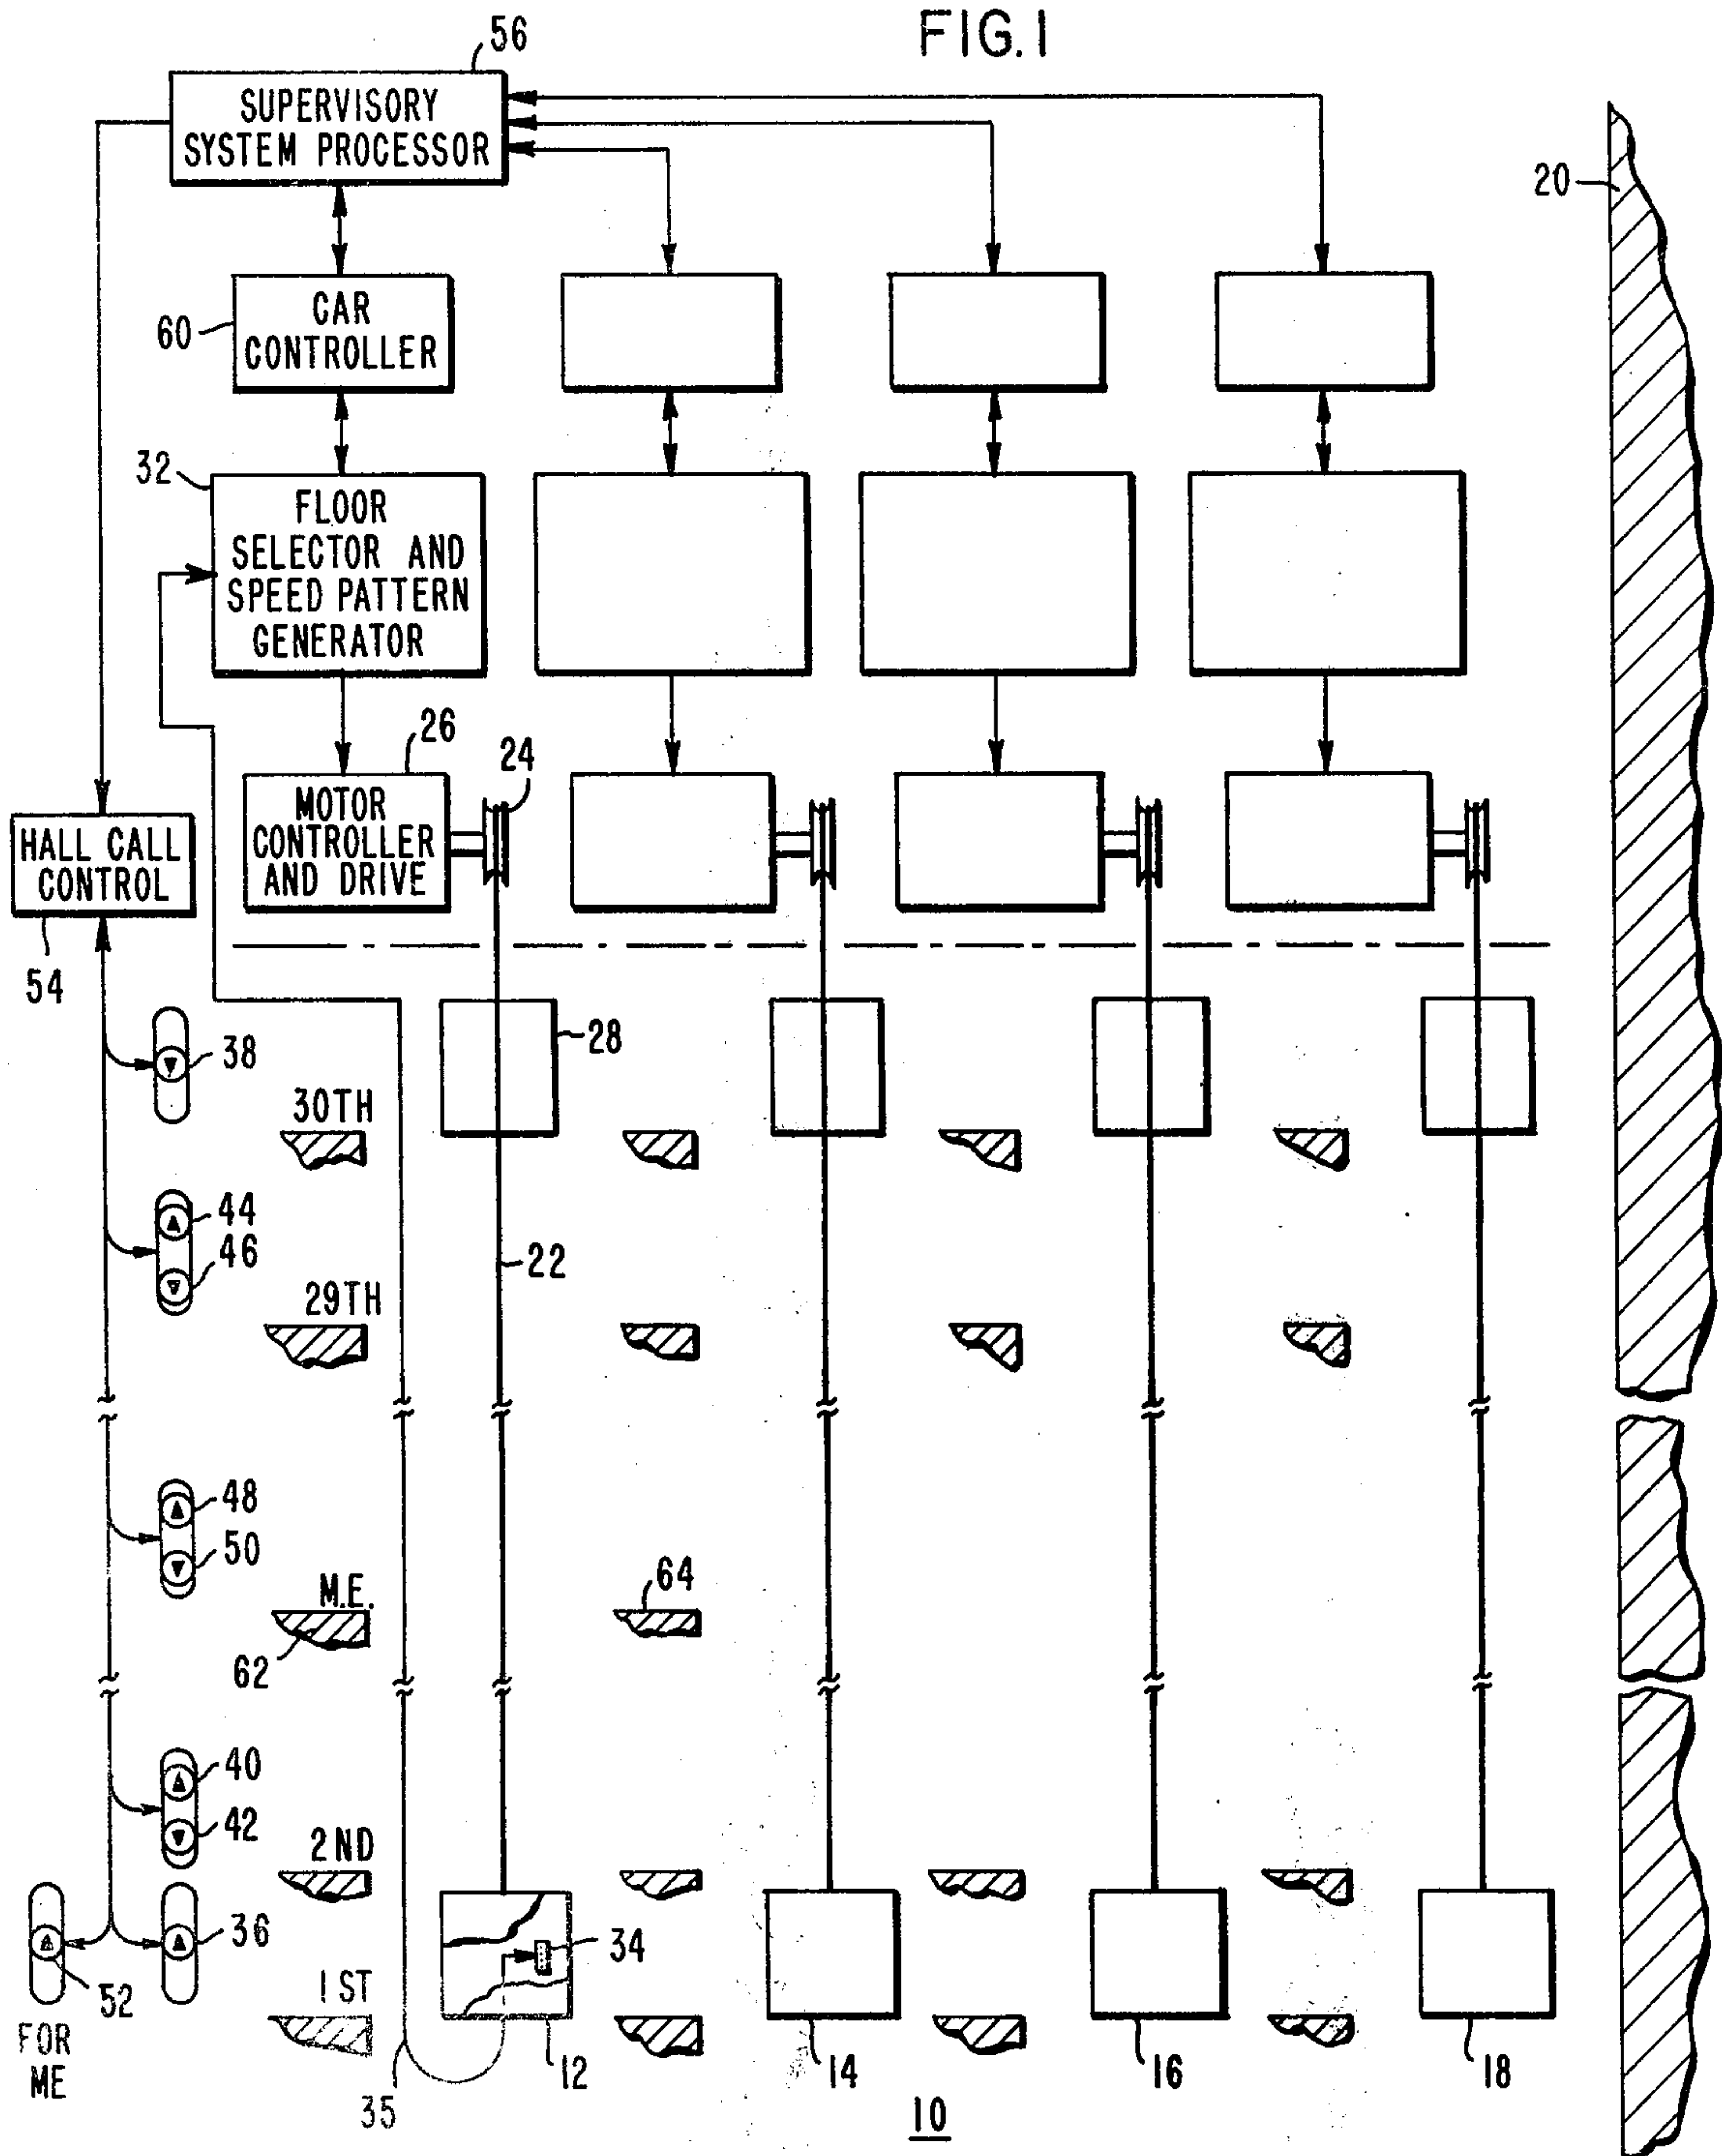 FIG. 1
56
SUPERVISORY
SYSTEM PROCESSOR
20
60
CAR
CONTROLLER
32
FLOOR
SELECTOR AND
SPEED PATTERN
GENERATOR
26
24
MOTOR
CONTROLLER
AND DRIVE
HALL CALL
CONTROL
54
38
28
30TH
44
46
22
29TH
48
50
M.E.
64
62
40
42
2ND
36
34
52
1ST
FOR
ME
35
12
14
16
18
10